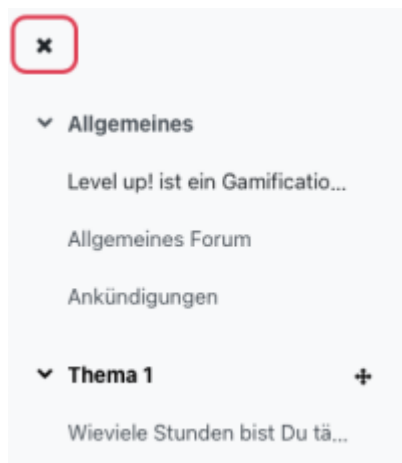 Allgemeines
Level up! ist ein Gamificatio...
Allgemeines Forum
Ankündigungen
Thema 1
Wieviele Stunden bist Du tä...